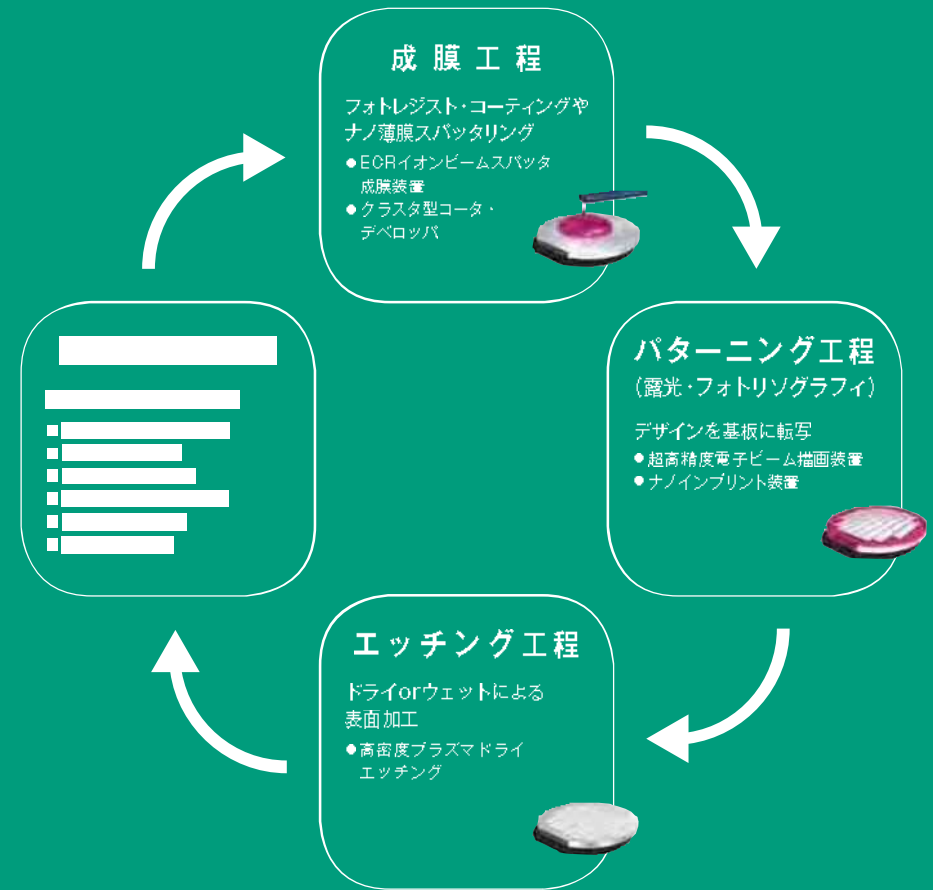 成膜工程
フォトレジスト・コーティングや
ナノ薄膜スパッタリング
●ECRイオンビームスパッタ
成膜装置
●クラスタ型コータ・
デベロッパ
パターニング工程
(露光・フォトリソグラフィ)
デザインを基板に転写
●超高精度電子ビーム描画装置
●ナノインプリント装置
エッチング工程
ドライorウェットによる
表面加工
●高密度プラズマドライ
エッチング